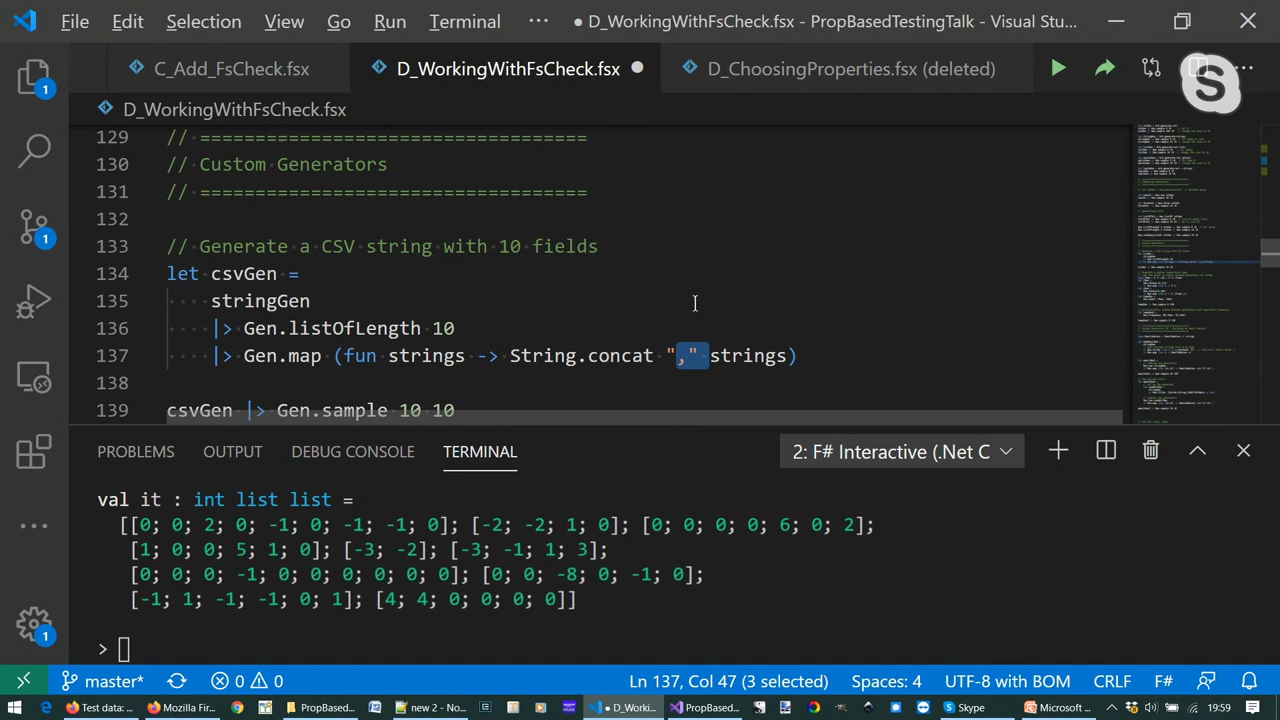 File Edit Selection View Go Run Terminal ··· ● D_WorkingWithFsCheck.fsx - PropBasedTestingTalk - Visual Stu...
C_Add_FsCheck.fsx D_WorkingWithFsCheck.fsx D_ChoosingProperties.fsx (deleted)
D_WorkingWithFsCheck.fsx
129 // ===================================
130 // Custom Generators
131 // ===================================
132
133 // Generate a CSV string with 10 fields
134 let csvGen =
135 stringGen
136 |> Gen.listOfLength 10
137 |> Gen.map (fun strings -> String.concat "," strings)
138
139 csvGen |> Gen.sample 10 10
PROBLEMS OUTPUT DEBUG CONSOLE TERMINAL 2: F# Interactive (.Net C
val it : int list list =
[[0; 0; 2; 0; -1; 0; -1; -1; 0]; [-2; -2; 1; 0]; [0; 0; 0; 0; 6; 0; 2];
[1; 0; 0; 5; 1; 0]; [-3; -2]; [-3; -1; 1; 3];
[0; 0; 0; -1; 0; 0; 0; 0; 0; 0]; [0; 0; -8; 0; -1; 0];
[-1; 1; -1; -1; 0; 1]; [4; 4; 0; 0; 0; 0]]
>
master* 0 0 Ln 137, Col 47 (3 selected) Spaces: 4 UTF-8 with BOM CRLF F#
Test data: ... Mozilla Fir... PropBased... new 2 - No... D_Workin... PropBased... Skype Microsoft ... 19:59